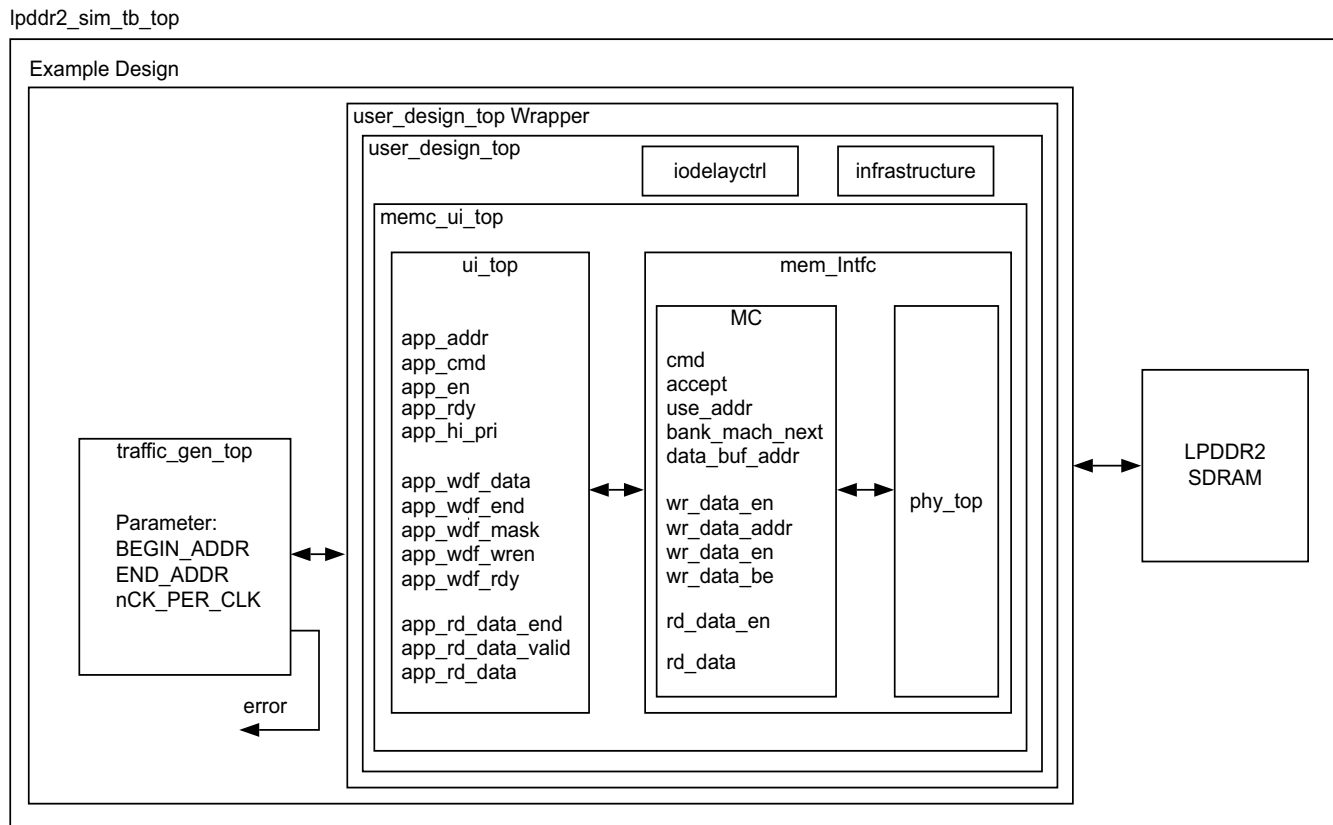 lpddr2_sim_tb_top
Example Design
user_design_top Wrapper
user_design_top
iodelayctrl
infrastructure
memc_ui_top
ui_top
app_addr
app_cmd
app_en
app_rdy
app_hi_pri
app_wdf_data
app_wdf_end
app_wdf_mask
app_wdf_wren
app_wdf_rdy
app_rd_data_end
app_rd_data_valid
app_rd_data
mem_Intfc
MC
cmd
accept
use_addr
bank_mach_next
data_buf_addr
wr_data_en
wr_data_addr
wr_data_en
wr_data_be
rd_data_en
rd_data
phy_top
traffic_gen_top
Parameter:
BEGIN_ADDR
END_ADDR
nCK_PER_CLK
error
LPDDR2
SDRAM